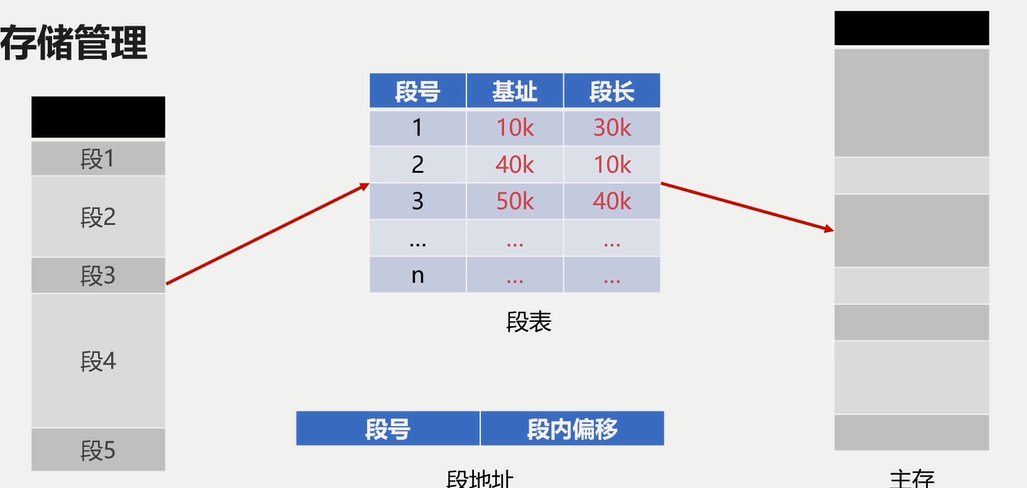 存储管理
段1
段2
段3
段4
段5
段号 基址 段长
1 10k 30k
2 40k 10k
3 50k 40k
... ... ...
n ... ...
段表
段号 段内偏移
段地址
主存